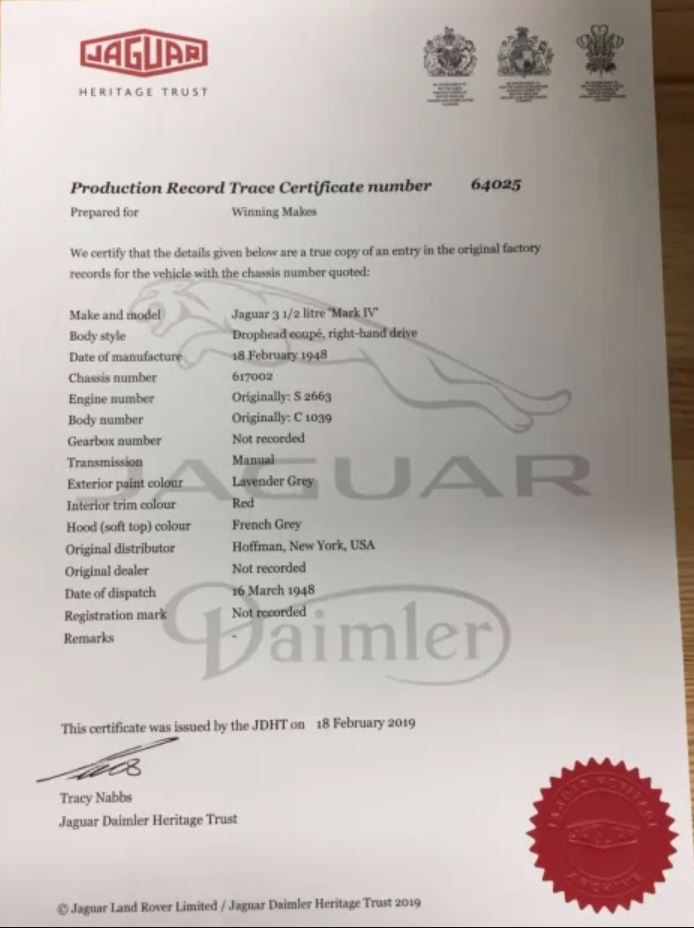 JAGUAR
HERITAGE TRUST
Production Record Trace Certificate number 64025
Prepared for Winning Makes
We certify that the details given below are a true copy of an entry in the original factory
records for the vehicle with the chassis number quoted:
Make and model Jaguar 3 1/2 litre "Mark IV"
Body style Drophead coupé, right-hand drive
Date of manufacture 18 February 1948
Chassis number 617002
Engine number Originally: S 2663
Body number Originally: C 1039
Gearbox number Not recorded
Transmission Manual
JAGUAR
Exterior paint colour Lavender Grey
Interior trim colour Red
Hood (soft top) colour French Grey
Original distributor Hoffman, New York, USA
Original dealer Not recorded
Date of dispatch 16 March 1948
Registration mark Not recorded
Remarks -
Daimler
This certificate was issued by the JDHT on 18 February 2019
Tracy Nabbs
Jaguar Daimler Heritage Trust
JAGUAR HERITAGE
ARCHIVE
© Jaguar Land Rover Limited / Jaguar Daimler Heritage Trust 2019